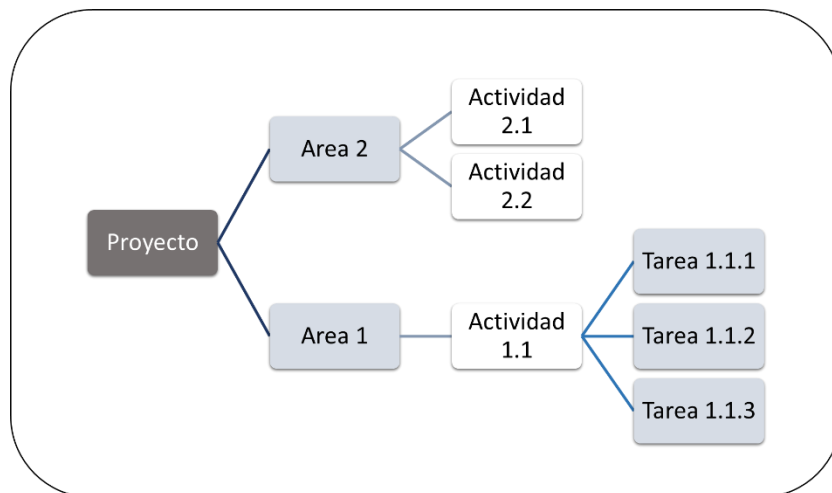 Proyecto
Area 2
Actividad
2.1
Actividad
2.2
Area 1
Actividad
1.1
Tarea 1.1.1
Tarea 1.1.2
Tarea 1.1.3